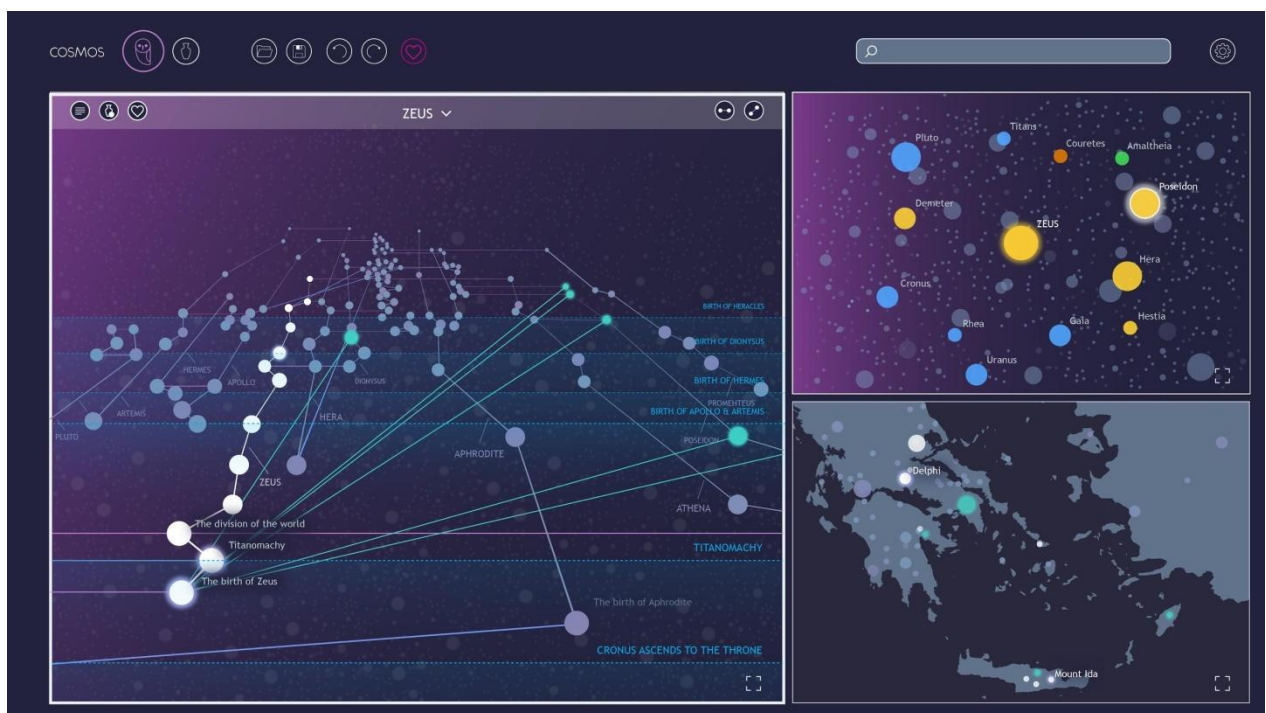 COSMOS
ZEUS
BIRTH OF HERACLES
BIRTH OF DIONYSUS
HERMES
APOLLO
DIONYSUS
BIRTH OF HERMES
PROMEHTEUS
ARTEMIS
HERA
BIRTH OF APOLLO & ARTEMIS
PLUTO
APHRODITE
POSEIDON
ZEUS
ATHENA
The division of the world
Titanomachy
TITANOMACHY
The birth of Zeus
The birth of Aphrodite
CRONUS ASCENDS TO THE THRONE
Titans
Pluto
Couretes
Amaltheia
Poseidon
Demeter
ZEUS
Hera
Cronus
Hestia
Rhea
Gala
Uranus
Delphi
Mount Ida